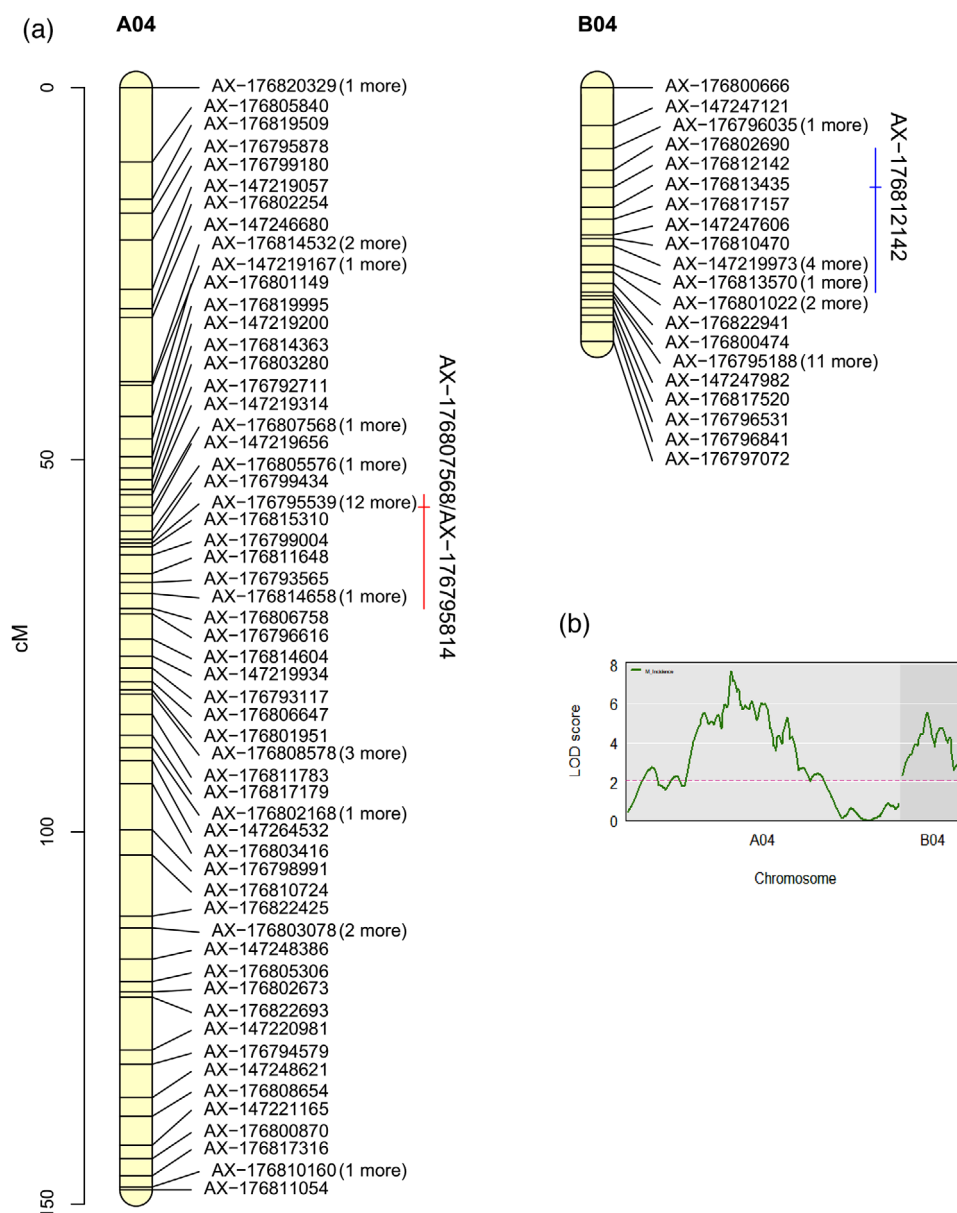 (a)
A04
cM
0
50
100
150
AX−176820329 (1 more)
AX−176805840
AX−176819509
AX−176795878
AX−176799180
AX−147219057
AX−176802254
AX−147246680
AX−176814532 (2 more)
AX−147219167 (1 more)
AX−176801149
AX−176819995
AX−147219200
AX−176814363
AX−176803280
AX−176792711
AX−147219314
AX−176807568 (1 more)
AX−147219656
AX−176805576 (1 more)
AX−176799434
AX−176795539 (12 more)
AX−176815310
AX−176799004
AX−176811648
AX−176793565
AX−176814658 (1 more)
AX−176806758
AX−176796616
AX−176814604
AX−147219934
AX−176793117
AX−176806647
AX−176801951
AX−176808578 (3 more)
AX−176811783
AX−176817179
AX−176802168 (1 more)
AX−147264532
AX−176803416
AX−176798991
AX−176810724
AX−176822425
AX−176803078 (2 more)
AX−147248386
AX−176805306
AX−176802673
AX−176822693
AX−147220981
AX−176794579
AX−147248621
AX−176808654
AX−147221165
AX−176800870
AX−176817316
AX−176810160 (1 more)
AX−176811054
AX−176807568/AX−176795814
B04
AX−176800666
AX−147247121
AX−176796035 (1 more)
AX−176802690
AX−176812142
AX−176813435
AX−176817157
AX−147247606
AX−176810470
AX−147219973 (4 more)
AX−176813570 (1 more)
AX−176801022 (2 more)
AX−176822941
AX−176800474
AX−176795188 (11 more)
AX−147247982
AX−176817520
AX−176796531
AX−176796841
AX−176797072
AX−176812142
(b)
M_Incidence
LOD score
8
6
4
2
0
A04
B04
Chromosome